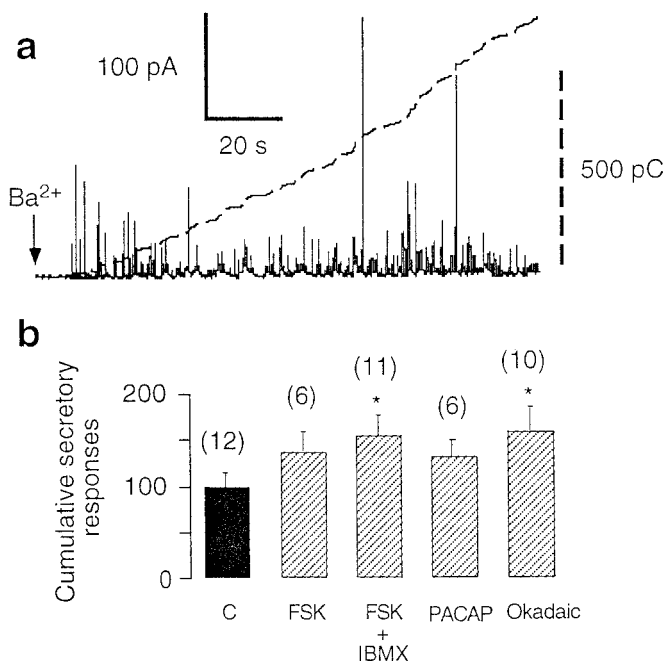 a
100 pA
20 s
500 pC
Ba²⁺
b
Cumulative secretory
responses
200
100
0
(12)
(6)
(11)
*
(6)
(10)
*
C
FSK
FSK
+
IBMX
PACAP
Okadaic